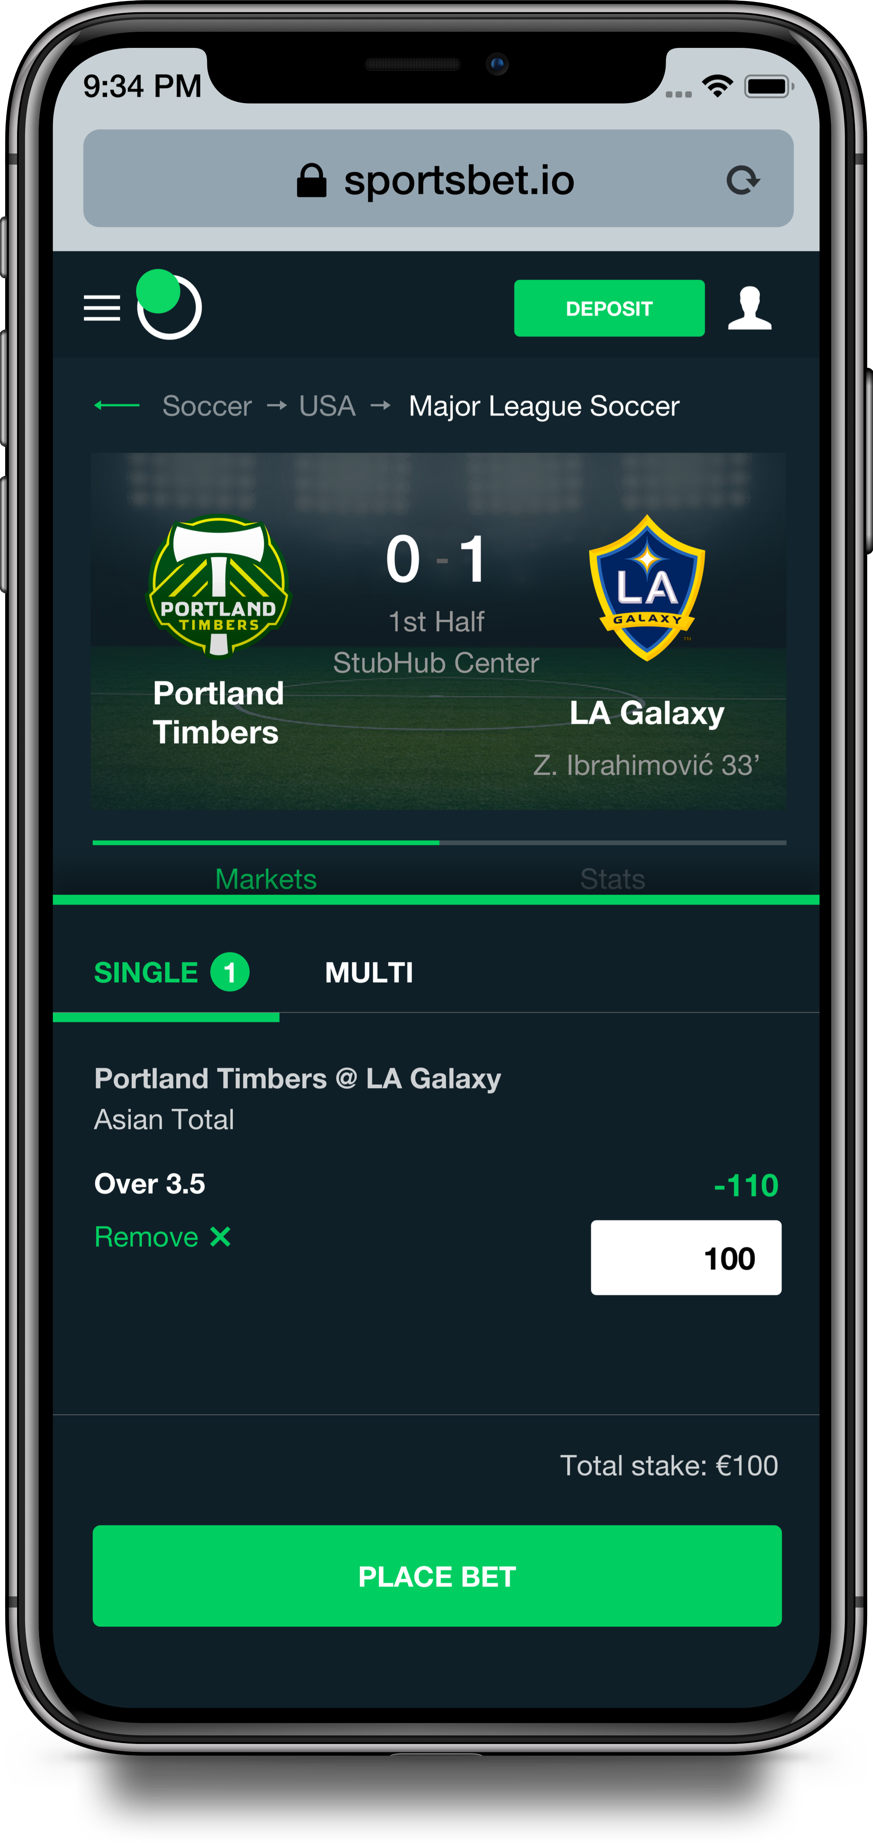 9:34 PM
sportsbet.io
DEPOSIT
Soccer → USA → Major League Soccer
PORTLAND
TIMBERS
0 - 1
LA
GALAXY
TM
1st Half
StubHub Center
Portland
Timbers
LA Galaxy
Z. Ibrahimović 33’
Markets Stats
SINGLE 1 MULTI
Portland Timbers @ LA Galaxy
Asian Total
Over 3.5 -110
Remove ✕
100
Total stake: €100
PLACE BET